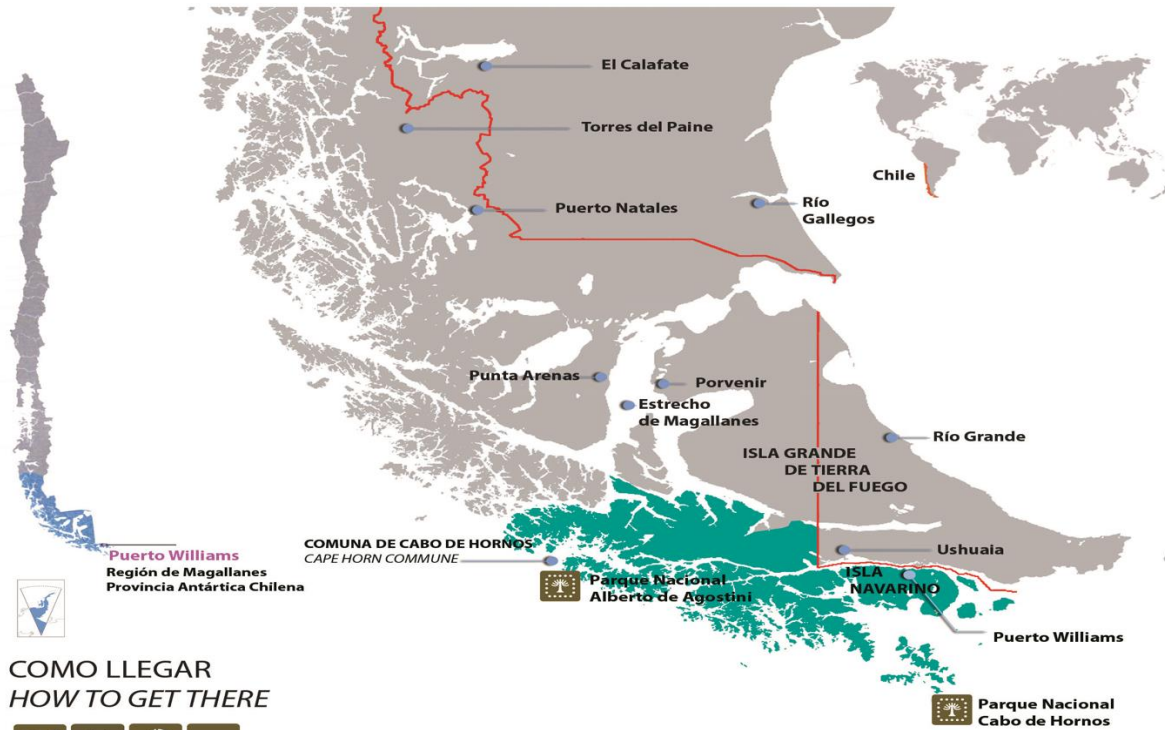 El Calafate
Torres del Paine
Chile
Puerto Natales
Río
Gallegos
Punta Arenas
Porvenir
Estrecho
de Magallanes
Río Grande
ISLA GRANDE
DE TIERRA
DEL FUEGO
COMUNA DE CABO DE HORNOS
CAPE HORN COMMUNE
Ushuaia
Puerto Williams
Región de Magallanes
Provincia Antártica Chilena
Parque Nacional
Alberto de Agostini
ISLA
NAVARINO
Puerto Williams
COMO LLEGAR
HOW TO GET THERE
Parque Nacional
Cabo de Hornos